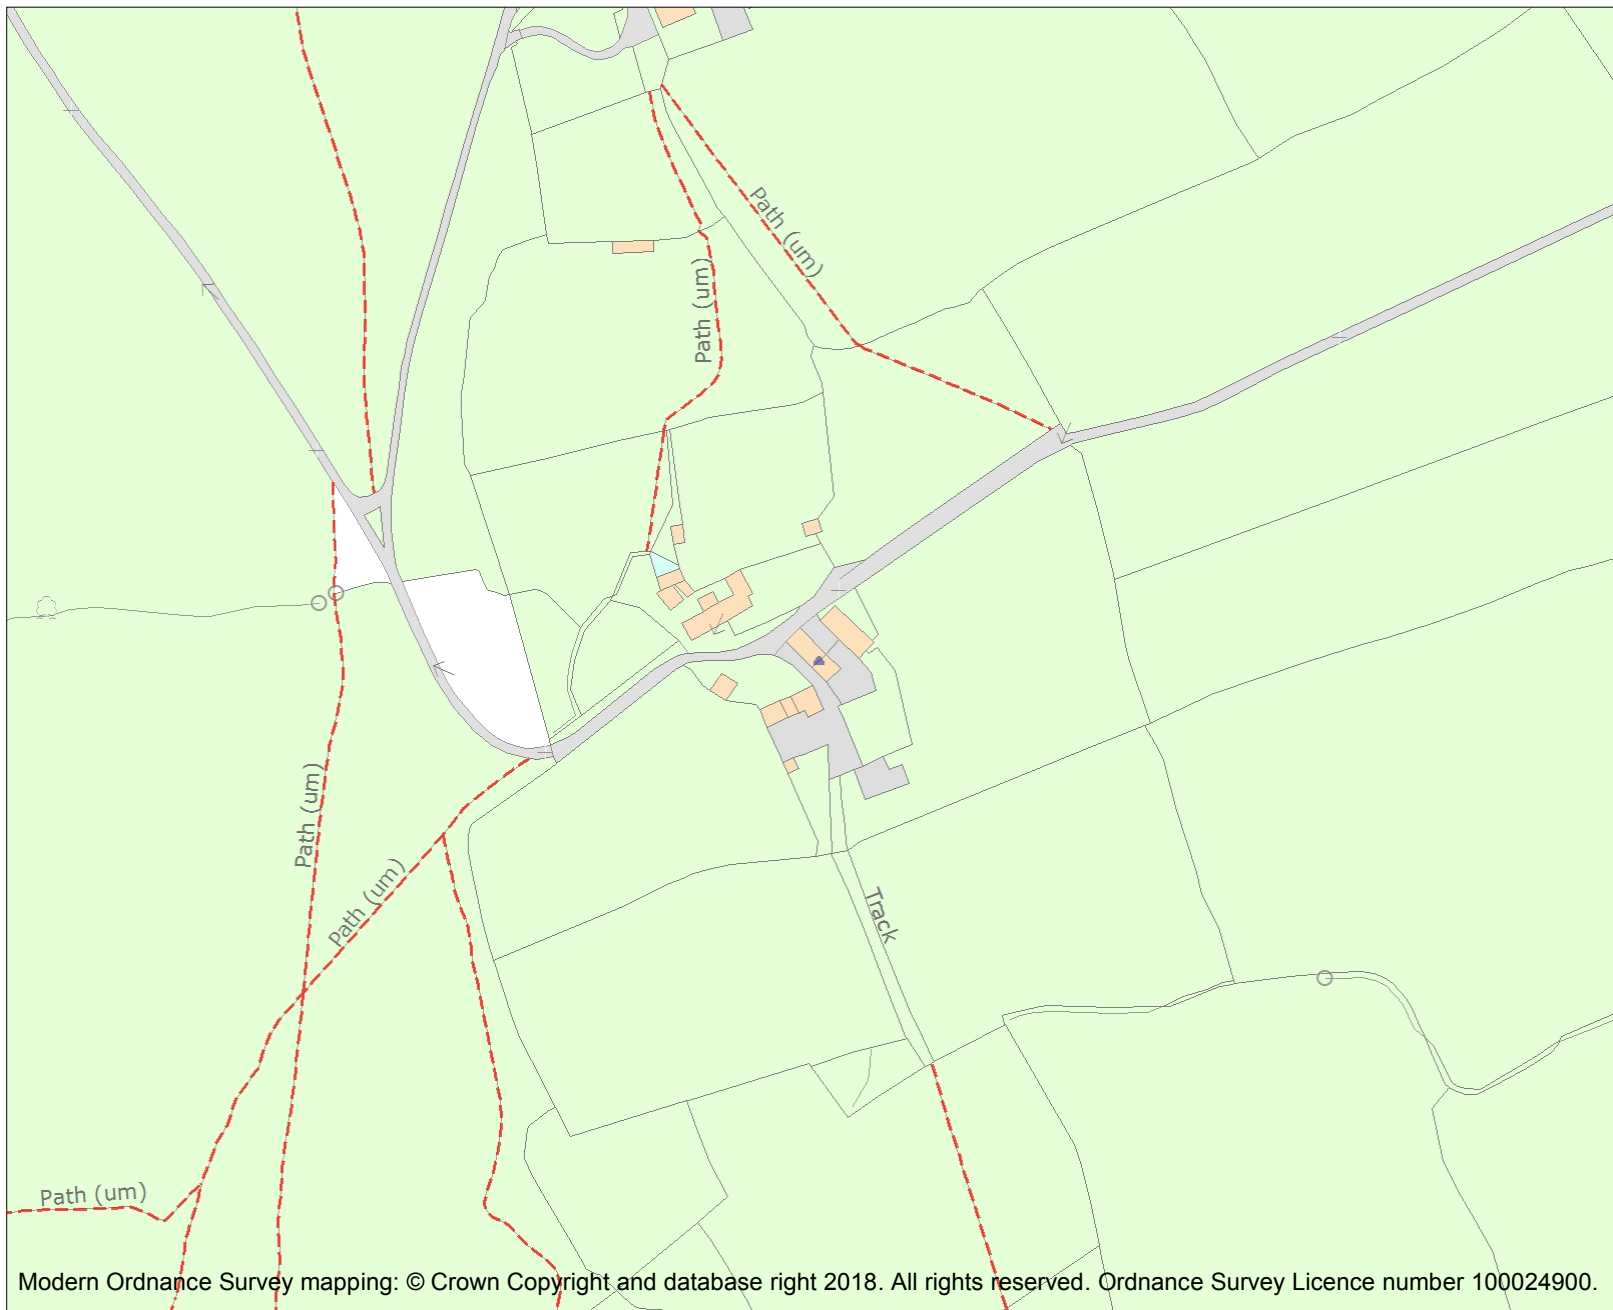 Path (um)
Path (um)
Path (um)
Path (um)
Track
Path (um)
Modern Ordnance Survey mapping: © Crown Copyright and database right 2018. All rights reserved. Ordnance Survey Licence number 100024900.